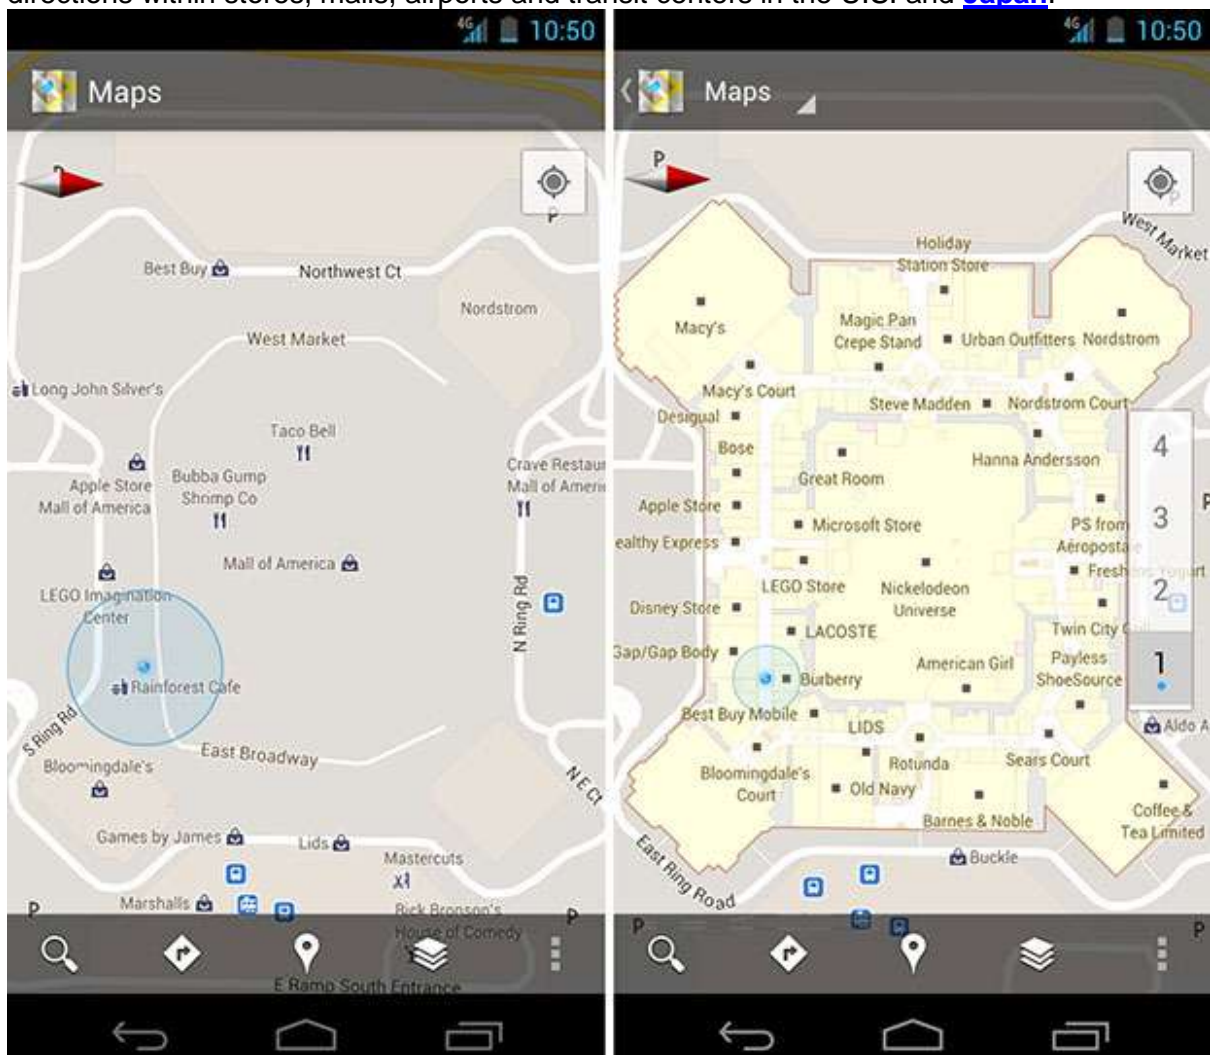 directions within stores, malls, airports and transit centers in the U.S. and Japan.
4G 10:50
Maps
P
Best Buy
Northwest Ct
Nordstrom
West Market
Long John Silver's
Taco Bell
Apple Store
Mall of America
Bubba Gump
Shrimp Co
Crave Restaur
Mall of Ameri
Mall of America
LEGO Imagination
Center
N Ring Rd
Rainforest Cafe
S Ring Rd
East Broadway
Bloomingdale's
N E Ct
Games by James
Lids
Mastercuts
Marshalls
P
Rick Bronson's
House of Comedy
P
E Ramp South Entrance
4G 10:50
Maps
P
P
West Market
Holiday
Station Store
Macy's
Magic Pan
Crepe Stand
Urban Outfitters
Nordstrom
Macy's Court
Steve Madden
Nordstrom Court
Desigual
Bose
Great Room
Hanna Andersson
4
Apple Store
Microsoft Store
PS from
Aéropostale
3
P
ealthy Express
LEGO Store
Nickelodeon
Universe
Freshens Yogurt
2
Disney Store
LACOSTE
Twin City
Gap/Gap Body
Burberry
American Girl
Payless
ShoeSource
1
Best Buy Mobile
LIDS
Aldo A
Bloomingdale's
Court
Rotunda
Sears Court
Old Navy
Barnes & Noble
Coffee &
Tea Limited
East Ring Road
Buckle
P
P